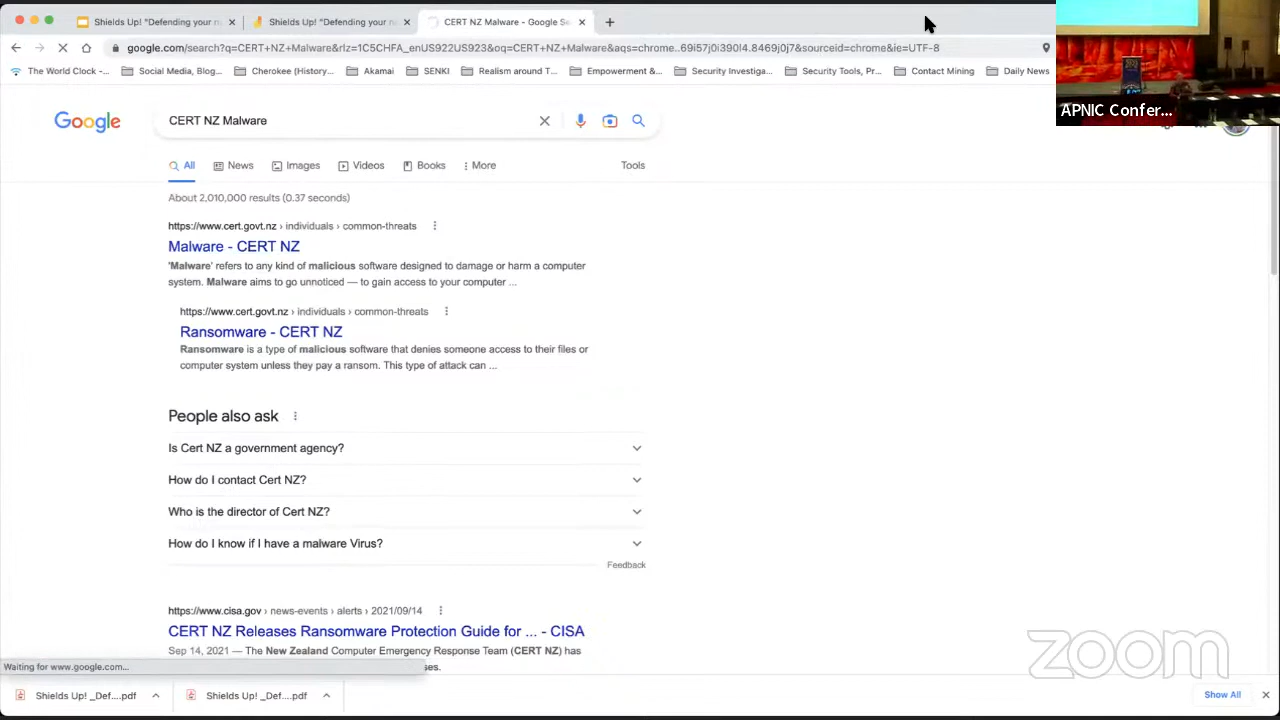 Shields Up! "Defending your n
Shields Up! "Defending your ne
CERT NZ Malware - Google Se
google.com/search?q=CERT+NZ+Malware&rlz=1C5CHFA_enUS922US923&oq=CERT+NZ+Malware&aqs=chrome..69i57j0i390l4.8469j0j7&sourceid=chrome&ie=UTF-8
The World Clock –...
Social Media, Blog...
Cherokee (History...
Akamai
SENKI
Realism around T...
Empowerment &...
Security Investiga...
Security Tools, Pr...
Contact Mining
Daily News
APNIC Confer...
Google
CERT NZ Malware
All
News
Images
Videos
Books
More
Tools
About 2,010,000 results (0.37 seconds)
https://www.cert.govt.nz › individuals › common-threats
Malware - CERT NZ
'Malware' refers to any kind of malicious software designed to damage or harm a computer
system. Malware aims to go unnoticed — to gain access to your computer ...
https://www.cert.govt.nz › individuals › common-threats
Ransomware - CERT NZ
Ransomware is a type of malicious software that denies someone access to their files or
computer system unless they pay a ransom. This type of attack can ...
People also ask
Is Cert NZ a government agency?
How do I contact Cert NZ?
Who is the director of Cert NZ?
How do I know if I have a malware Virus?
Feedback
https://www.cisa.gov › news-events › alerts › 2021/09/14
CERT NZ Releases Ransomware Protection Guide for ... - CISA
Sep 14, 2021 — The New Zealand Computer Emergency Response Team (CERT NZ) has
ses.
Waiting for www.google.com...
zoom
Shields Up! _Def....pdf
Shields Up! _Def....pdf
Show All